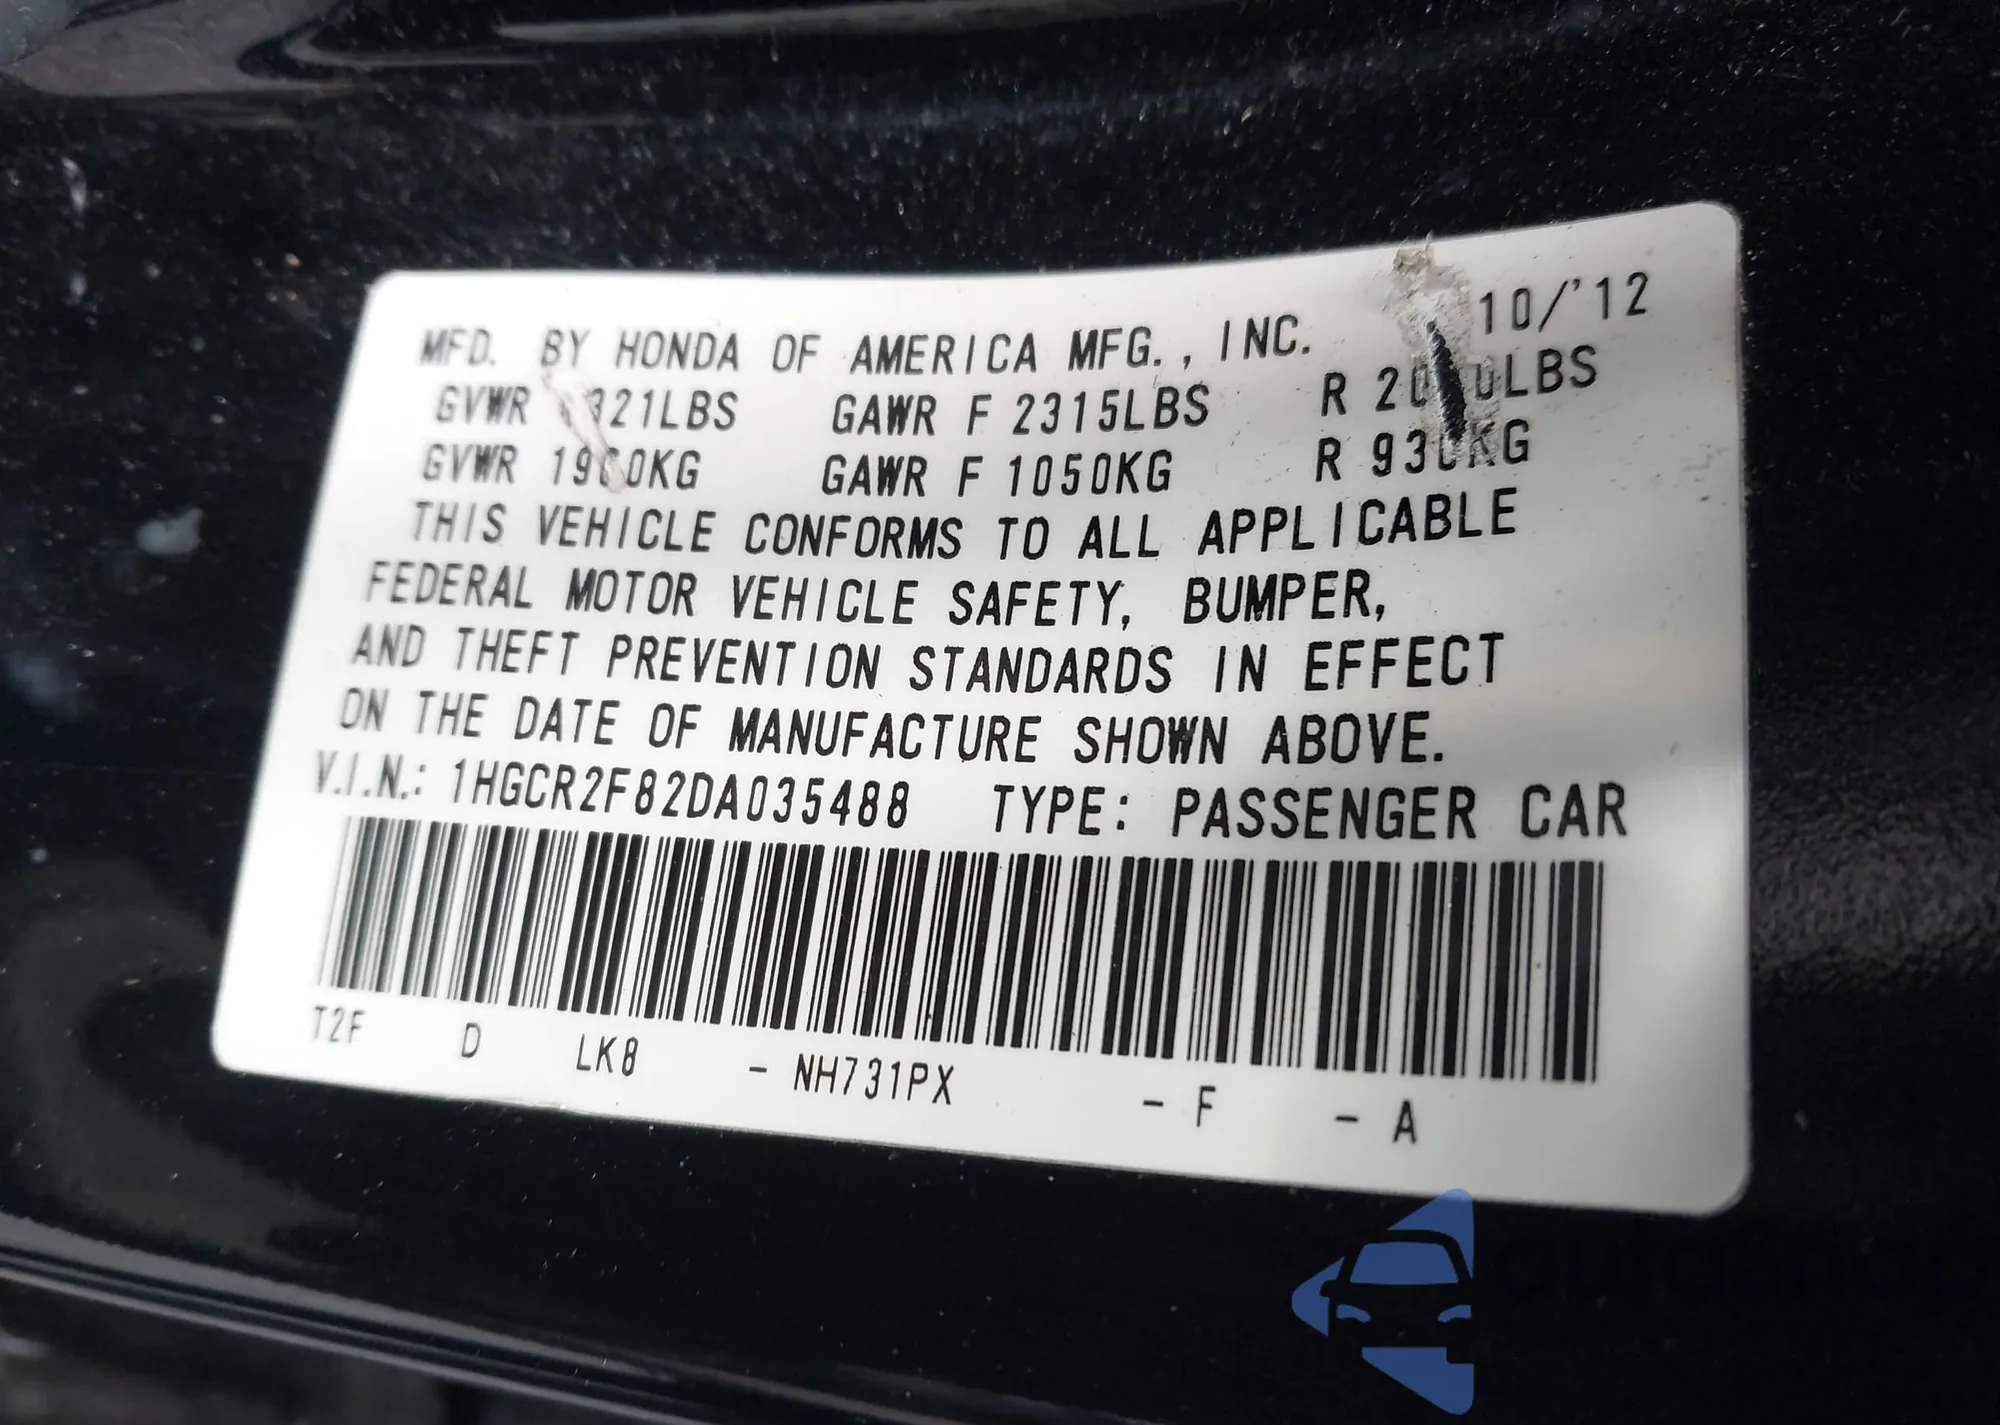 MFD. BY HONDA OF AMERICA MFG., INC. 10/'12
GVWR GAWR F 2315LBS R
GVWR GAWR F 1050KG R
THIS VEHICLE CONFORMS TO ALL APPLICABLE
FEDERAL MOTOR VEHICLE SAFETY, BUMPER,
AND THEFT PREVENTION STANDARDS IN EFFECT
ON THE DATE OF MANUFACTURE SHOWN ABOVE.
V.I.N.: 1HGCR2F82DA035488 TYPE: PASSENGER CAR
T2F D LK8 - NH731PX - F - A